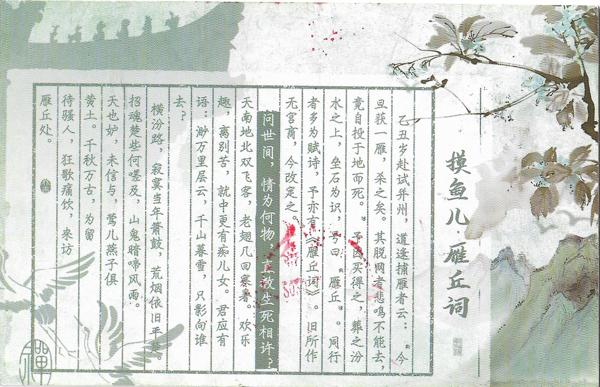 摸鱼儿·雁丘词
乙丑岁赴试并州，道逢捕雁者云：“今
旦获一雁，杀之矣。其脱网者悲鸣不能去，
竟自投于地而死。”予因买得之，葬之汾
水之上，垒石为识，号曰“雁丘”。同行
者多为赋诗，予亦有《雁丘词》。旧所作
无宫商，今改定之。
问世间，情为何物，直教生死相许？
天南地北双飞客，老翅几回寒暑。欢乐
趣，离别苦，就中更有痴儿女。君应有
语：渺万里层云，千山暮雪，只影向谁
去？
横汾路，寂寞当年箫鼓，荒烟依旧平
招魂楚些何嗟及，山鬼暗啼风雨。
天也妒，未信与，莺儿燕子俱
黄土。千秋万古，为留
待骚人，狂歌痛饮，来访
雁丘处。